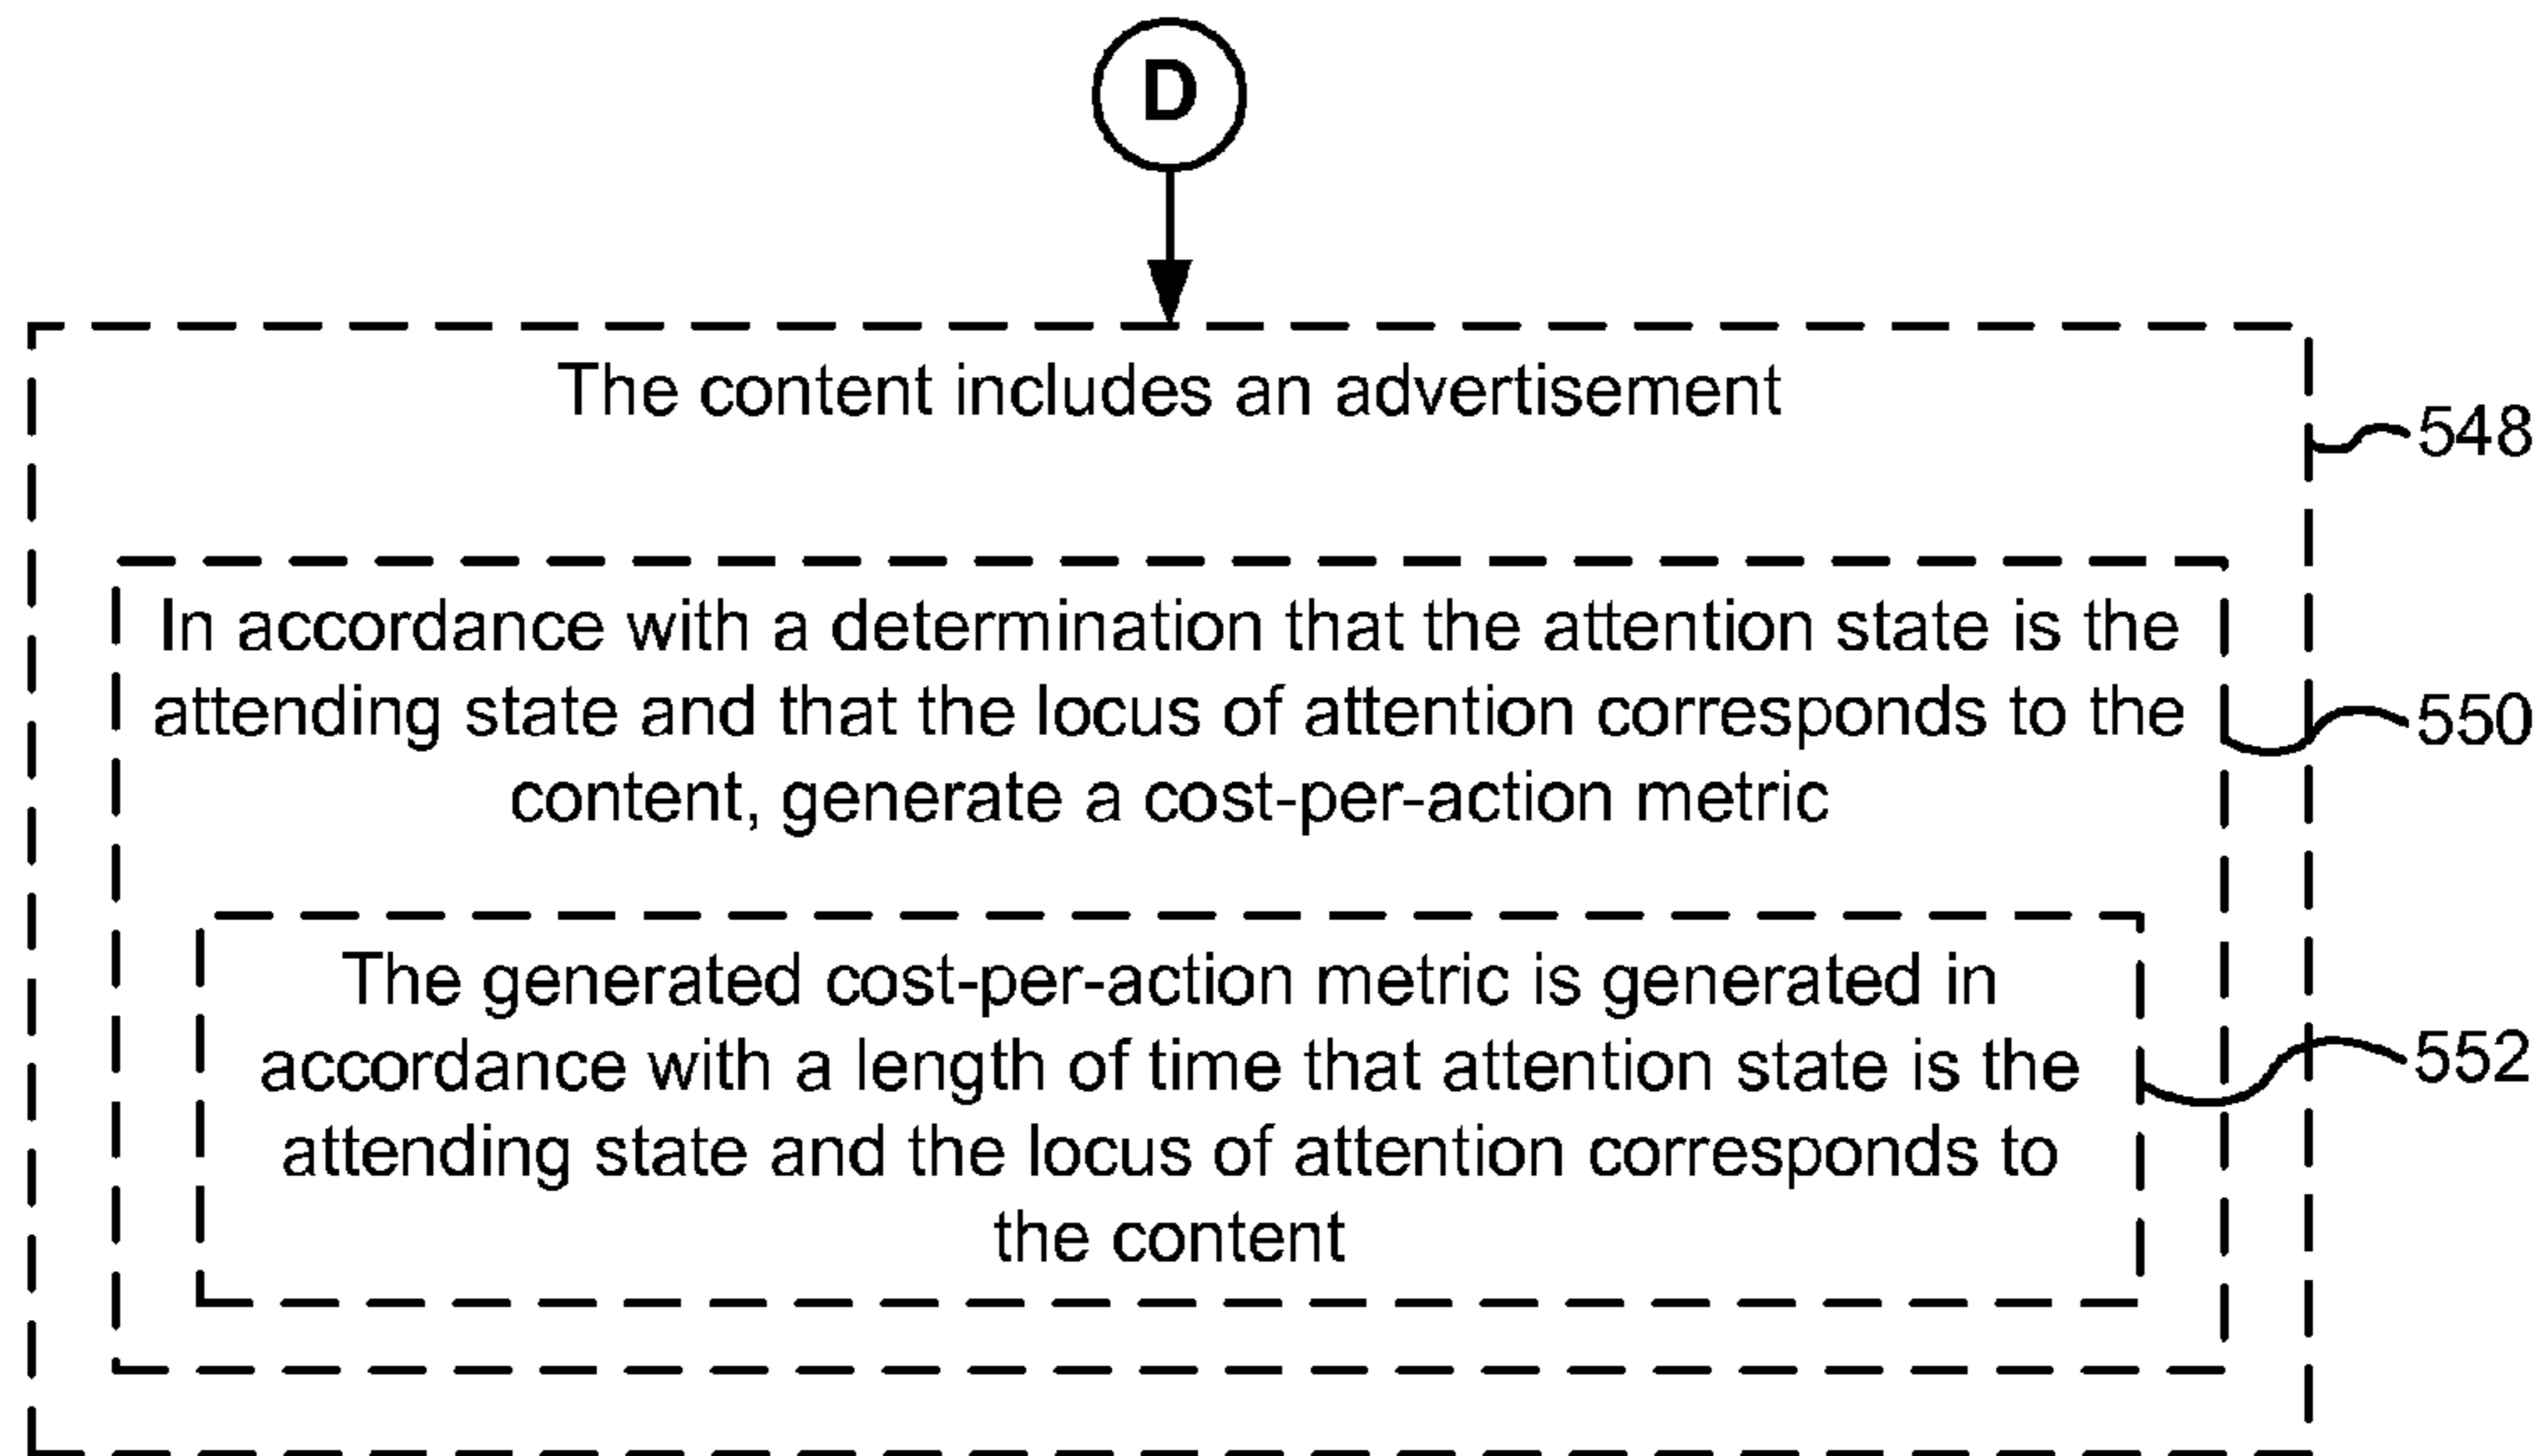 D
The content includes an advertisement
548
In accordance with a determination that the attention state is the
attending state and that the locus of attention corresponds to the
content, generate a cost-per-action metric
550
The generated cost-per-action metric is generated in
accordance with a length of time that attention state is the
attending state and the locus of attention corresponds to
the content
552